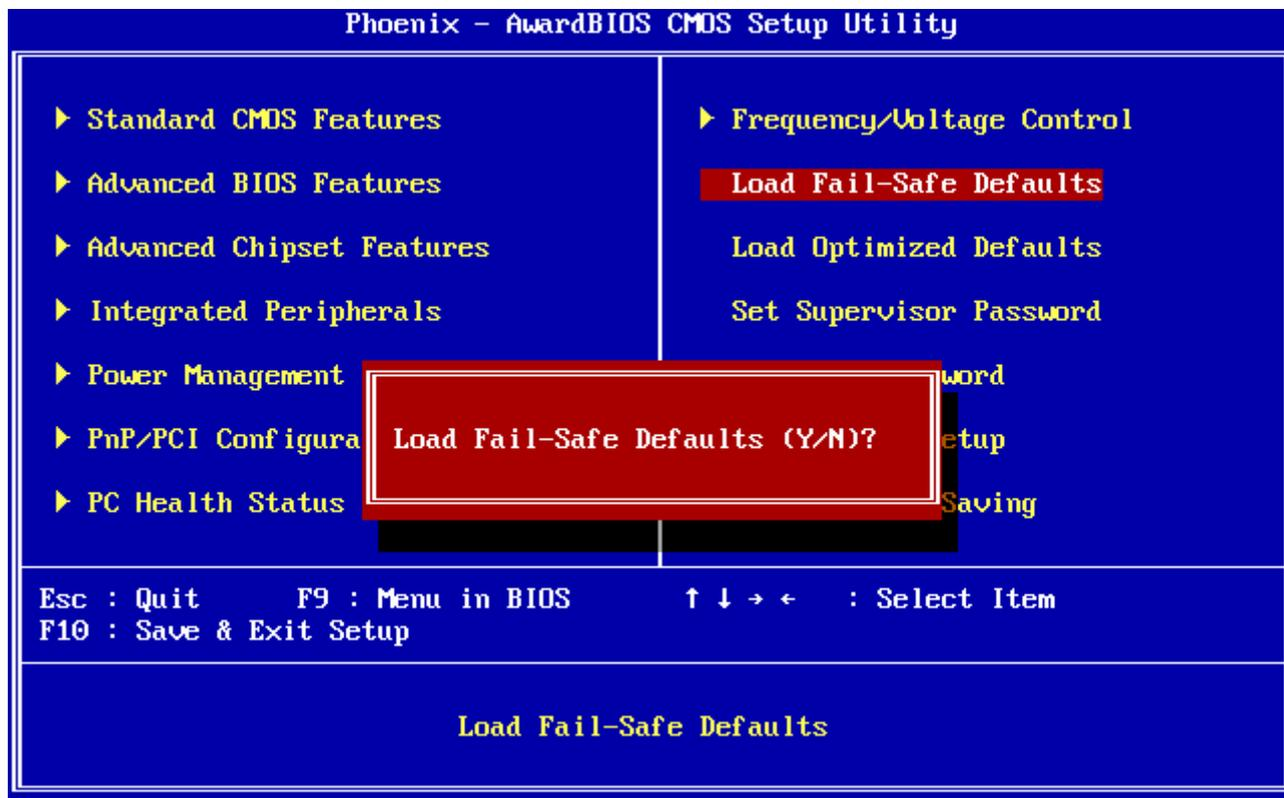 Phoenix - AwardBIOS CMOS Setup Utility
Standard CMOS Features
Advanced BIOS Features
Advanced Chipset Features
Integrated Peripherals
Power Management
PnP/PCI Configura
PC Health Status
Frequency/Voltage Control
Load Fail-Safe Defaults
Load Optimized Defaults
Set Supervisor Password
word
etup
Saving
Load Fail-Safe Defaults (Y/N)?
Esc : Quit F9 : Menu in BIOS ↑ ↓ → ← : Select Item
F10 : Save & Exit Setup
Load Fail-Safe Defaults